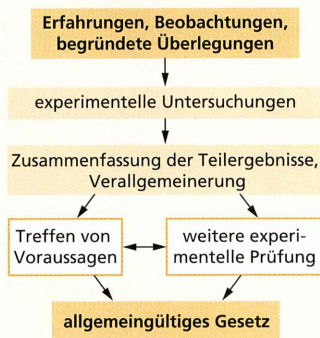 Erfahrungen, Beobachtungen,
begründete Überlegungen
experimentelle Untersuchungen
Zusammenfassung der Teilergebnisse,
Verallgemeinerung
Treffen von
Voraussagen
weitere experi-
mentelle Prüfung
allgemeingültiges Gesetz